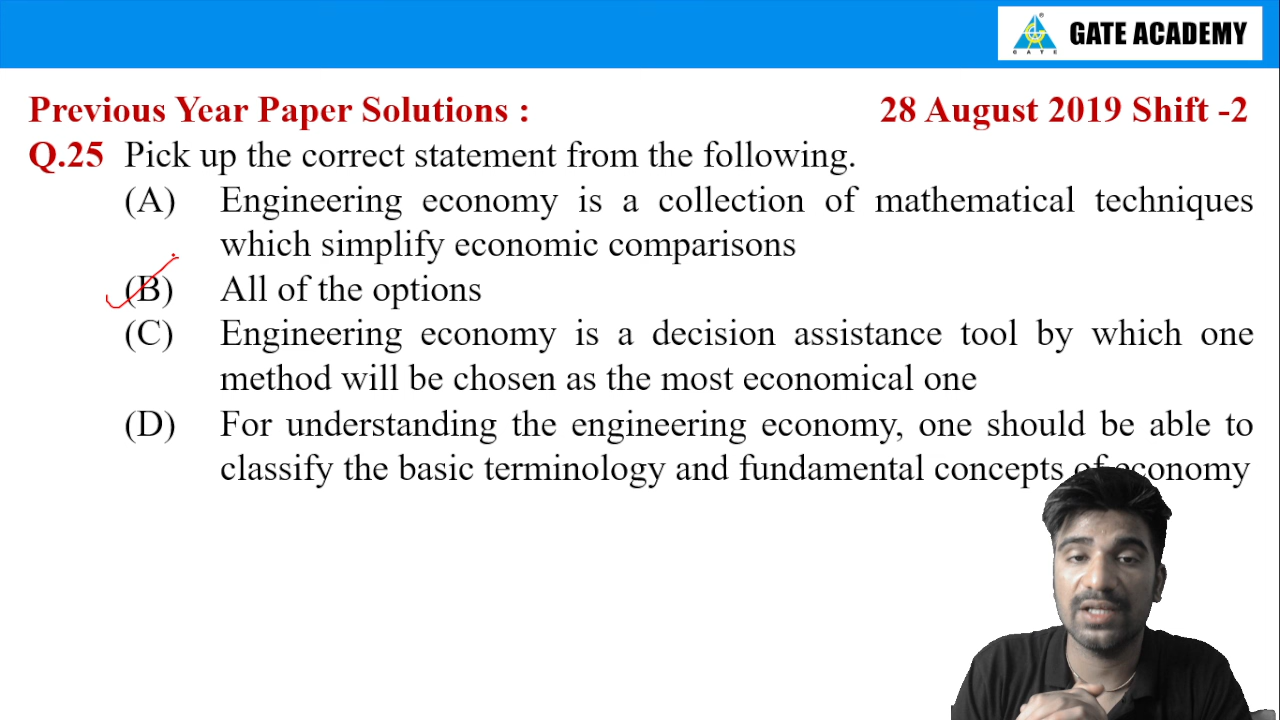 GATE ACADEMY
GATE
Previous Year Paper Solutions : 28 August 2019 Shift -2
Q.25 Pick up the correct statement from the following.
(A) Engineering economy is a collection of mathematical techniques
which simplify economic comparisons
(B) All of the options
(C) Engineering economy is a decision assistance tool by which one
method will be chosen as the most economical one
(D) For understanding the engineering economy, one should be able to
classify the basic terminology and fundamental concepts of economy